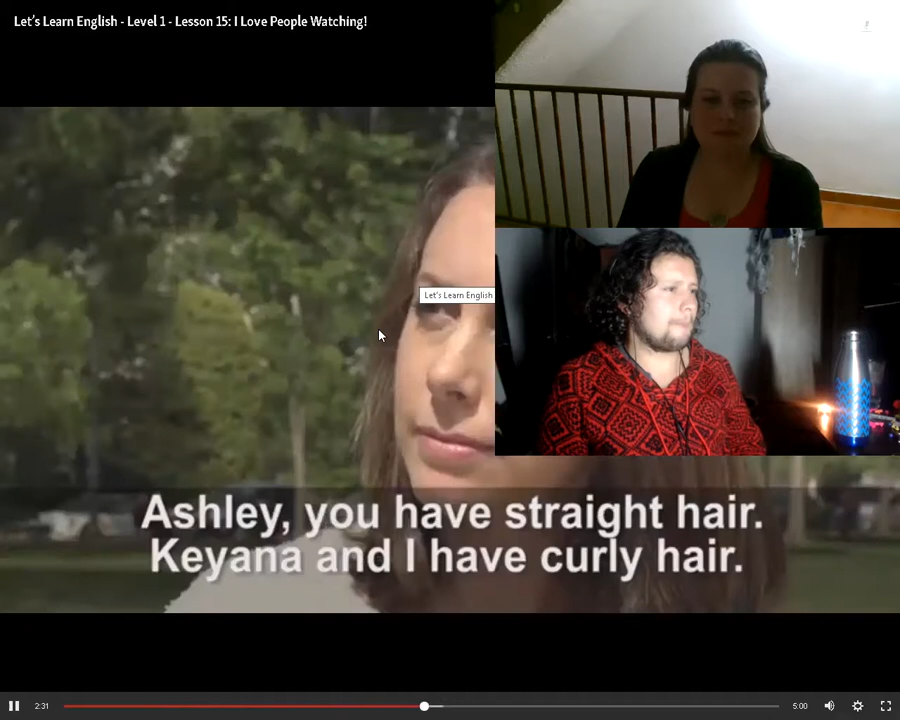 Let's Learn English - Level 1 - Lesson 15: I Love People Watching!
Let's Learn English
Ashley, you have straight hair.
Keyana and I have curly hair.
2:31
5:00